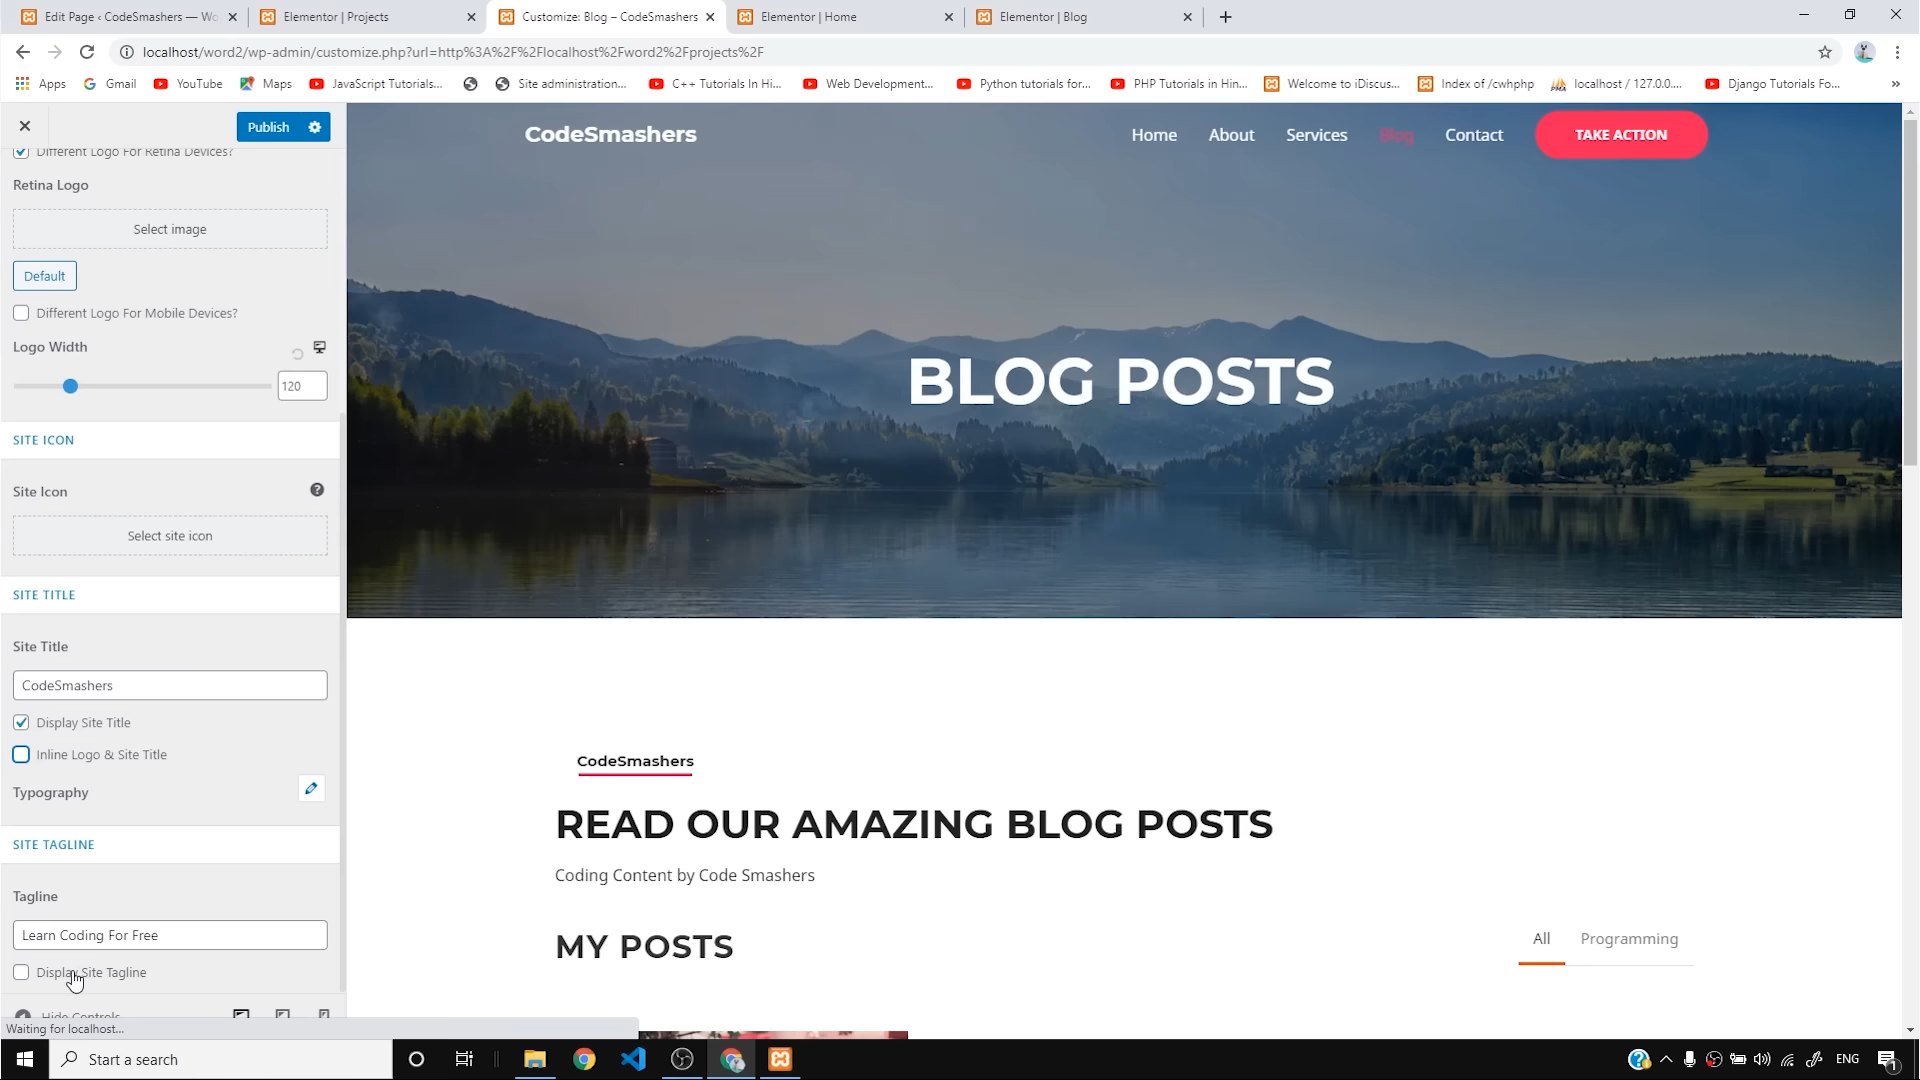 Edit Page ‹ CodeSmashers — Wo
Elementor | Projects
Customize: Blog – CodeSmashers
Elementor | Home
Elementor | Blog
localhost/word2/wp-admin/customize.php?url=http%3A%2F%2Flocalhost%2Fword2%2Fprojects%2F
Apps
Gmail
YouTube
Maps
JavaScript Tutorials...
Site administration...
C++ Tutorials In Hi...
Web Development...
Python tutorials for...
PHP Tutorials in Hin...
Welcome to iDiscus...
Index of /cwhphp
localhost / 127.0.0....
Django Tutorials Fo...
Publish
Different Logo For Retina Devices?
Retina Logo
Select image
Default
Different Logo For Mobile Devices?
Logo Width
120
SITE ICON
Site Icon
Select site icon
SITE TITLE
Site Title
CodeSmashers
Display Site Title
Inline Logo & Site Title
Typography
SITE TAGLINE
Tagline
Learn Coding For Free
Display Site Tagline
Hide Controls
Waiting for localhost...
CodeSmashers
Home
About
Services
Blog
Contact
TAKE ACTION
BLOG POSTS
CodeSmashers
READ OUR AMAZING BLOG POSTS
Coding Content by Code Smashers
MY POSTS
All
Programming
Start a search
ENG
1